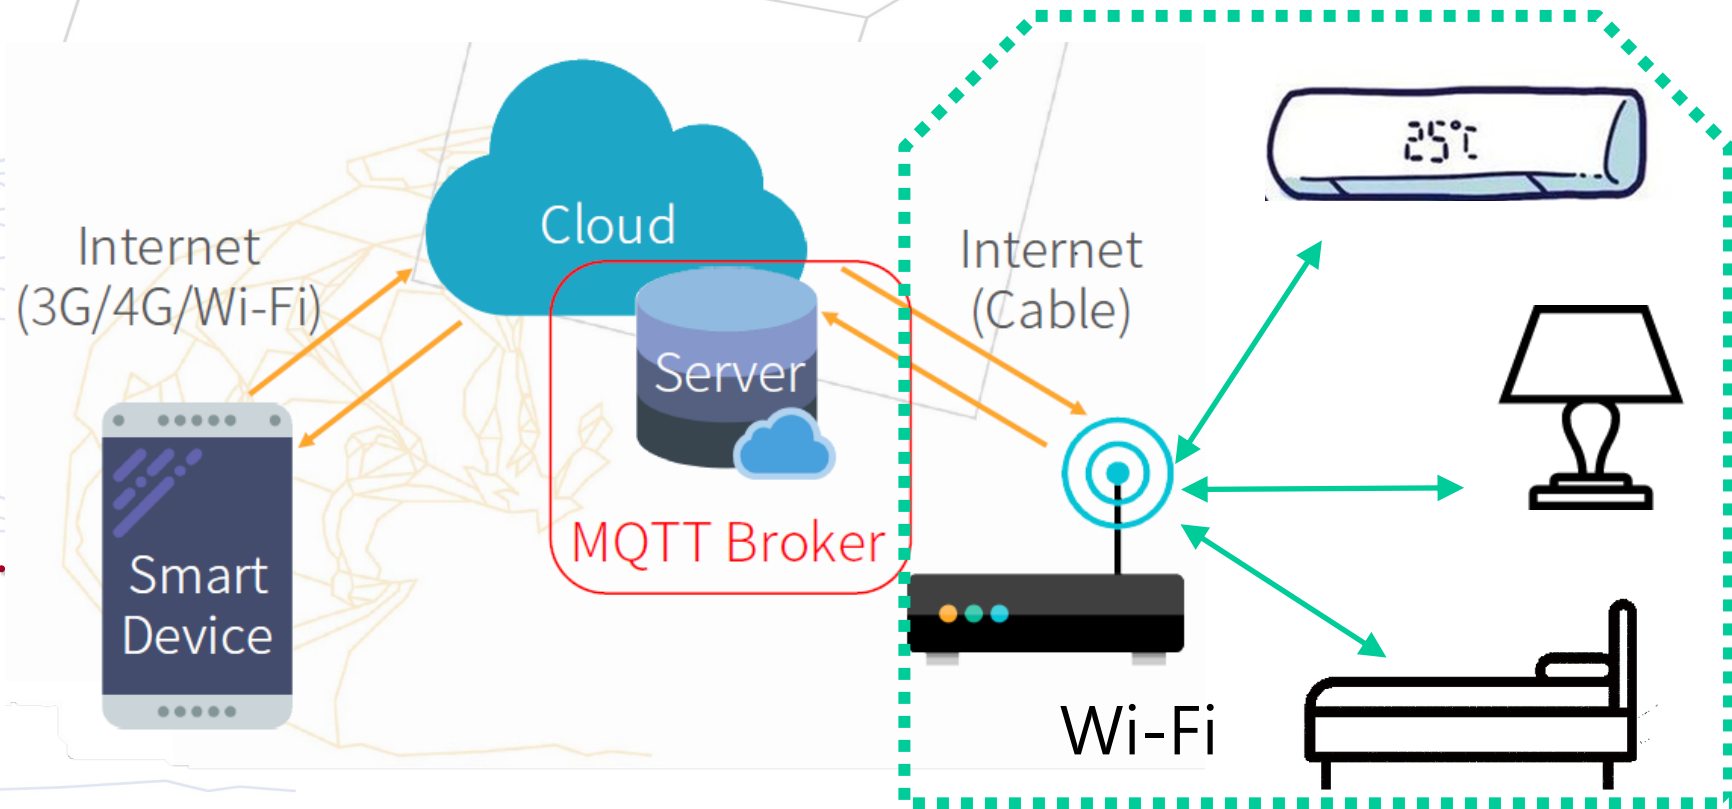 Internet
(3G/4G/Wi-Fi)
Cloud
Server
MQTT Broker
Smart
Device
Internet
(Cable)
Wi-Fi
25℃